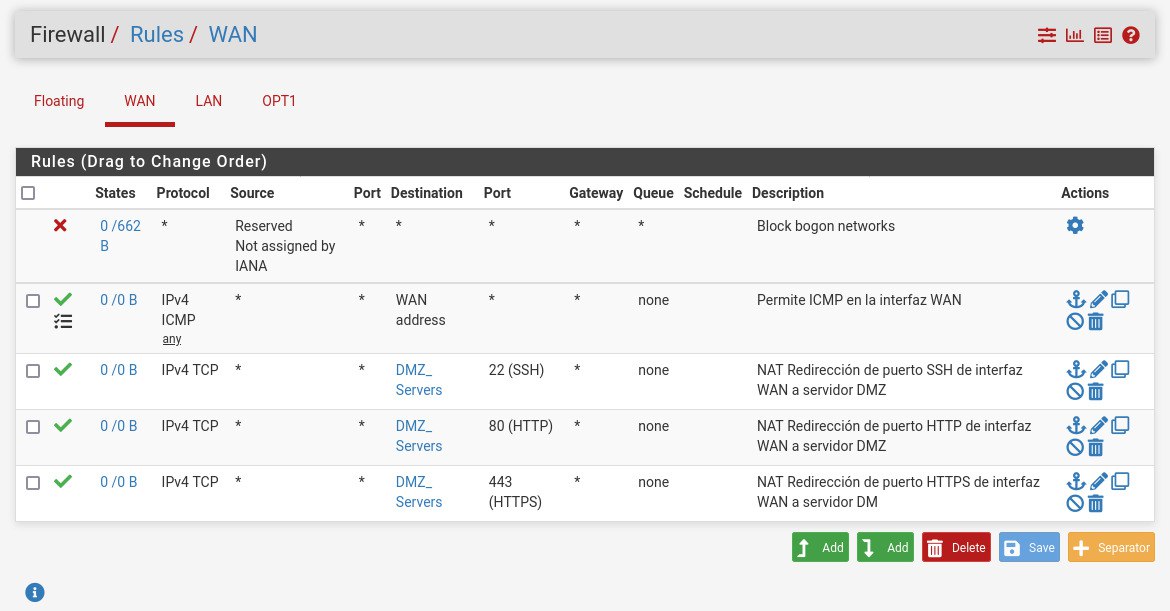 Firewall / Rules / WAN
Floating WAN LAN OPT1
Rules (Drag to Change Order)
States Protocol Source Port Destination Port Gateway Queue Schedule Description Actions
0 /662 * Reserved * * * * * Block bogon networks
B Not assigned by
IANA
0 /0 B IPv4 * * WAN * * none Permite ICMP en la interfaz WAN
ICMP address
any
0 /0 B IPv4 TCP * * DMZ_ 22 (SSH) * none NAT Redirección de puerto SSH de interfaz
Servers WAN a servidor DMZ
0 /0 B IPv4 TCP * * DMZ_ 80 (HTTP) * none NAT Redirección de puerto HTTP de interfaz
Servers WAN a servidor DMZ
0 /0 B IPv4 TCP * * DMZ_ 443 * none NAT Redirección de puerto HTTPS de interfaz
Servers (HTTPS) WAN a servidor DM
Add Add Delete Save Separator